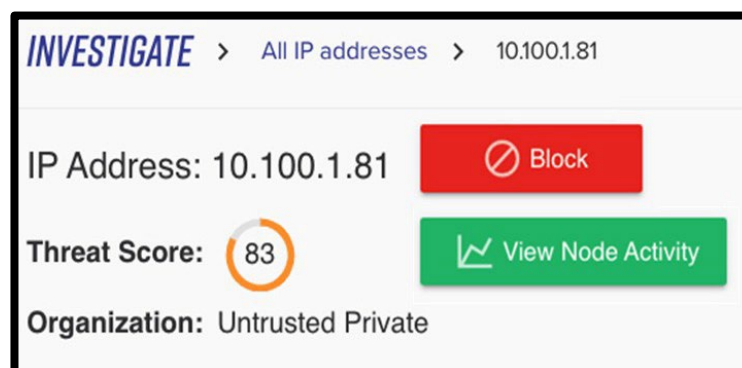 INVESTIGATE > All IP addresses > 10.100.1.81
IP Address: 10.100.1.81 Block
Threat Score: 83 View Node Activity
Organization: Untrusted Private